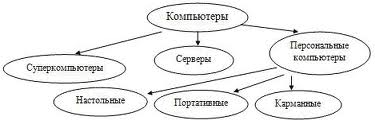 Компьютеры
Суперкомпьютеры
Серверы
Персональные
компьютеры
Настольные
Портативные
Карманные